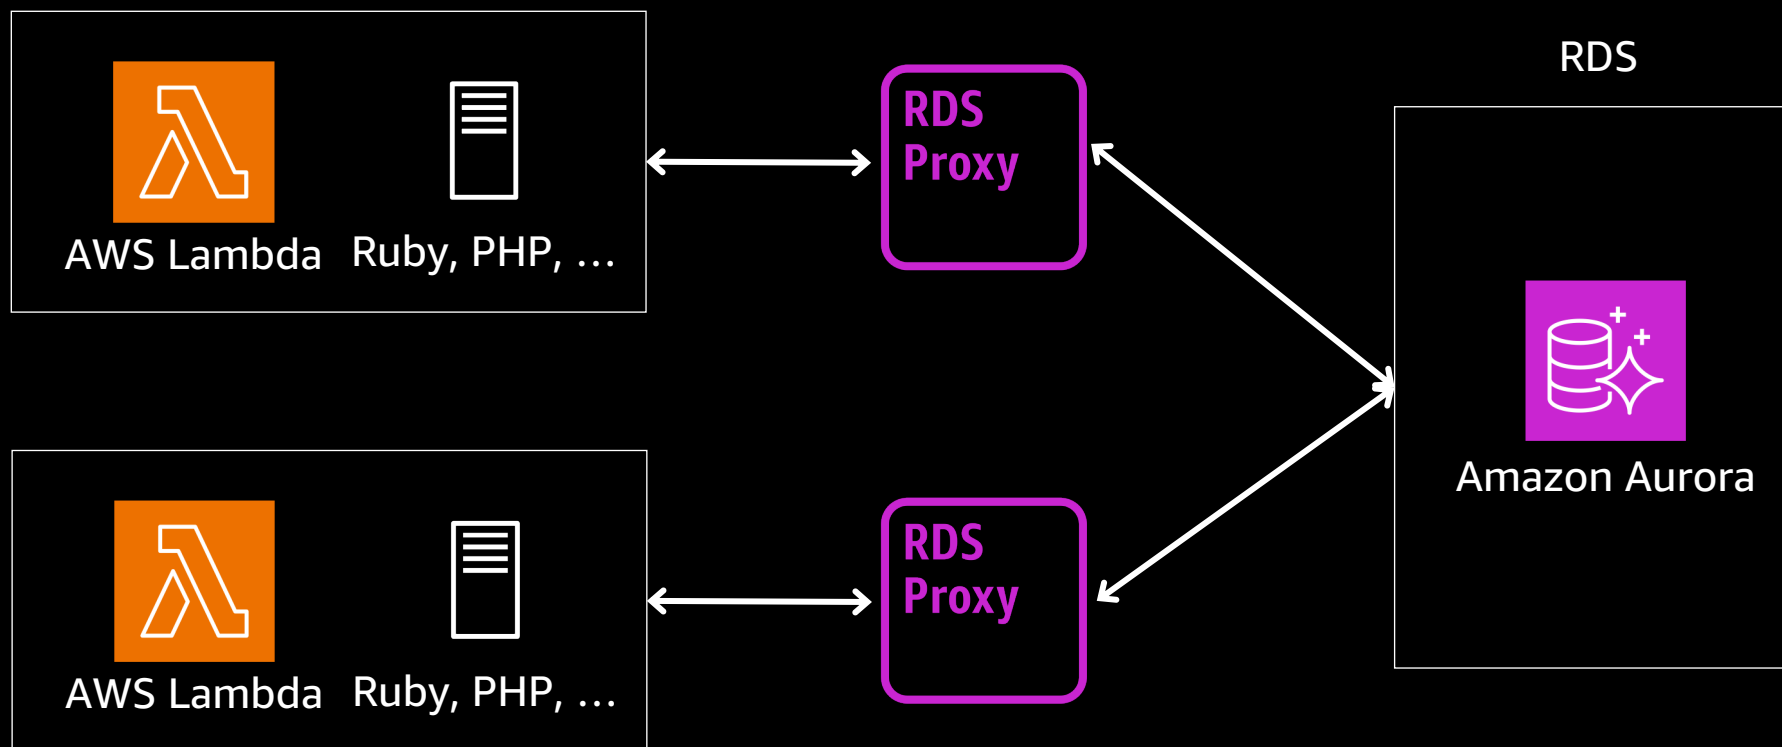 AWS Lambda
Ruby, PHP, …
RDS
Proxy
RDS
Amazon Aurora
AWS Lambda
Ruby, PHP, …
RDS
Proxy